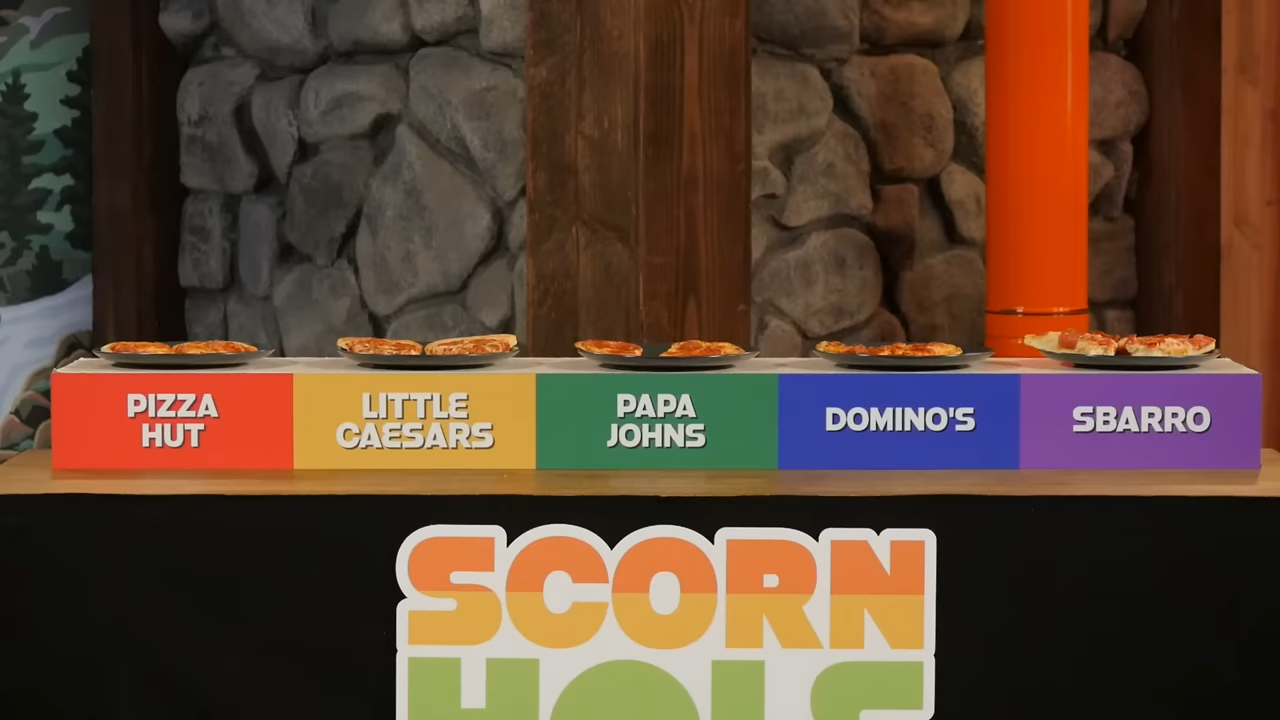 PIZZA
HUT
LITTLE
CAESARS
PAPA
JOHNS
DOMINO'S
SBARRO
SCORN